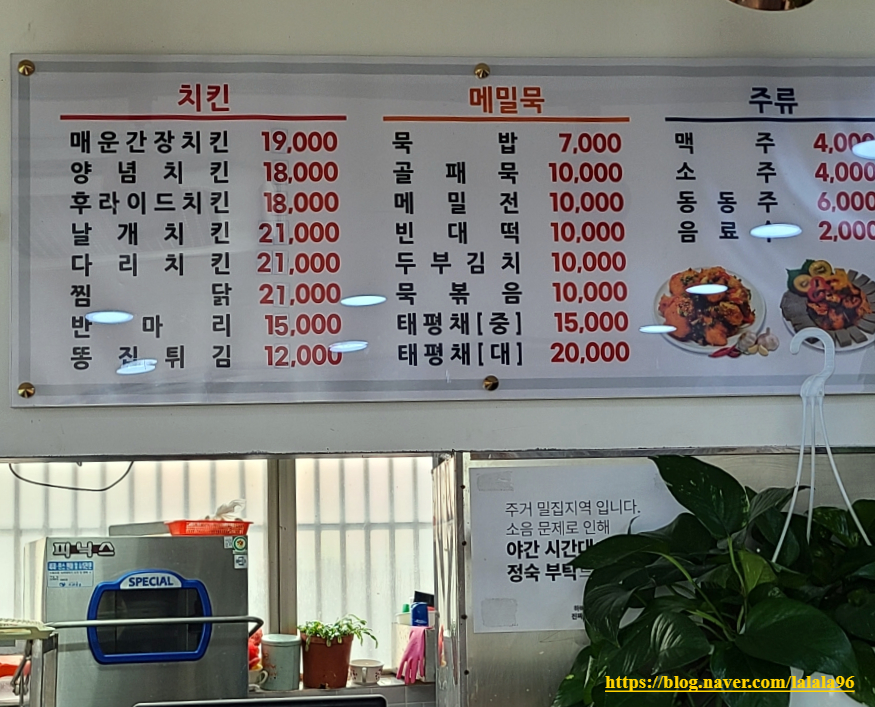 치킨
매운간장치킨 19,000
양념치킨 18,000
후라이드치킨 18,000
날개치킨 21,000
다리치킨 21,000
찜닭 21,000
반마리 15,000
똥집튀김 12,000
메밀묵
묵밥 7,000
골패묵 10,000
메밀전 10,000
빈대떡 10,000
두부김치 10,000
묵볶음 10,000
태평채[중] 15,000
태평채[대] 20,000
주류
맥주 4,000
소주 4,000
동동주 6,000
음료 2,000
주거 밀집지역 입니다.
소음 문제로 인해
야간 시간대
정숙 부탁
피닉스
SPECIAL
https://blog.naver.com/lalala96